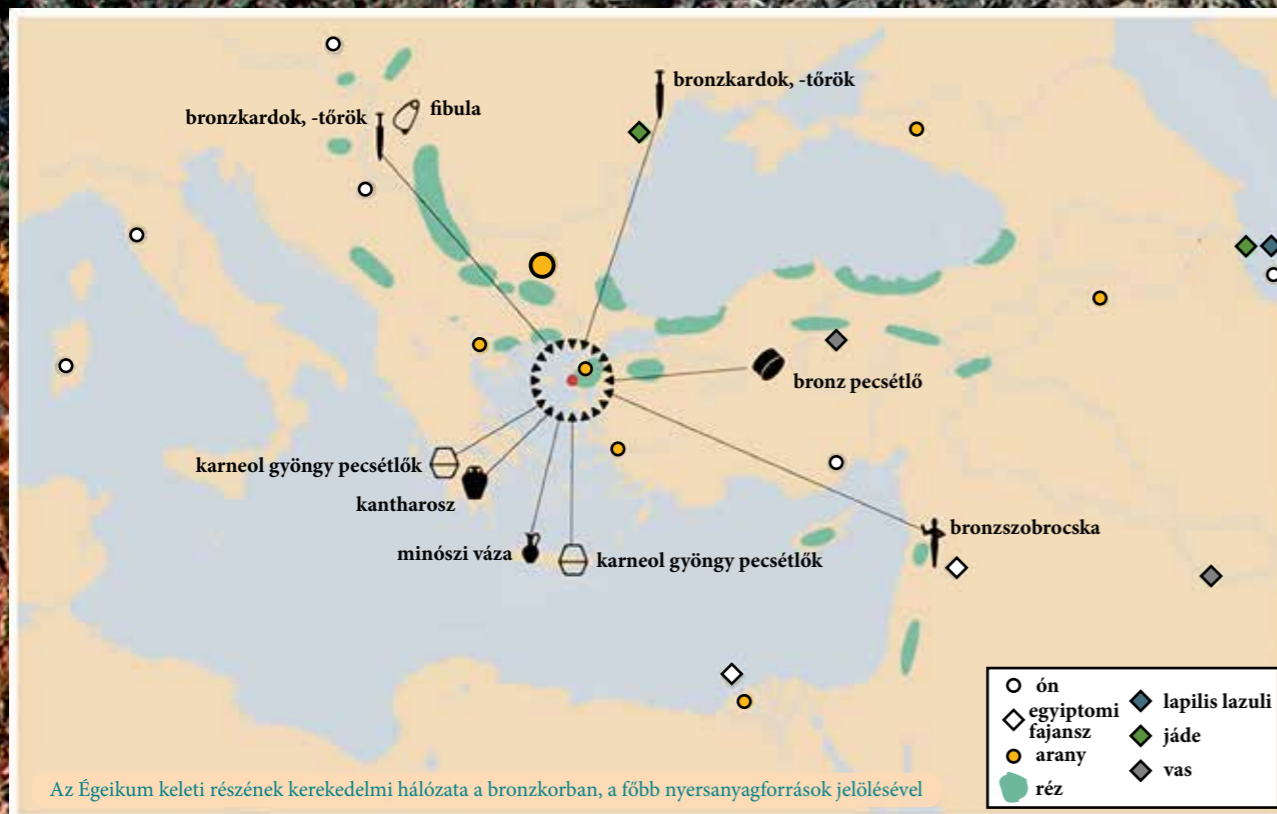 bronzkardok, -tőrök
bronzkardok, -tőrök
fibula
bronz pecsétlő
karneol gyöngy pecsétlők
kantharosz
bronzszobrocska
minószi váza
karneol gyöngy pecsétlők
ón
egyiptomi
fajansz
arany
réz
lapilis lazuli
jáde
vas
Az Égeikum keleti részének kerekedelmi hálózata a bronzkorban, a főbb nyersanyagforrások jelölésével